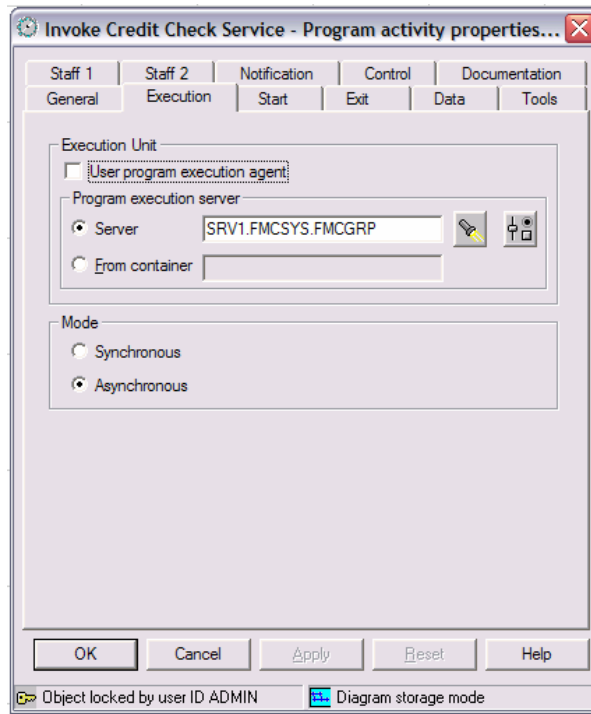 Invoke Credit Check Service - Program activity properties...
Staff 1 Staff 2 Notification Control Documentation
General Execution Start Exit Data Tools
Execution Unit
User program execution agent
Program execution server
Server SRV1.FMCSYS.FMCGRP
From container
Mode
Synchronous
Asynchronous
OK Cancel Apply Reset Help
Object locked by user ID ADMIN Diagram storage mode